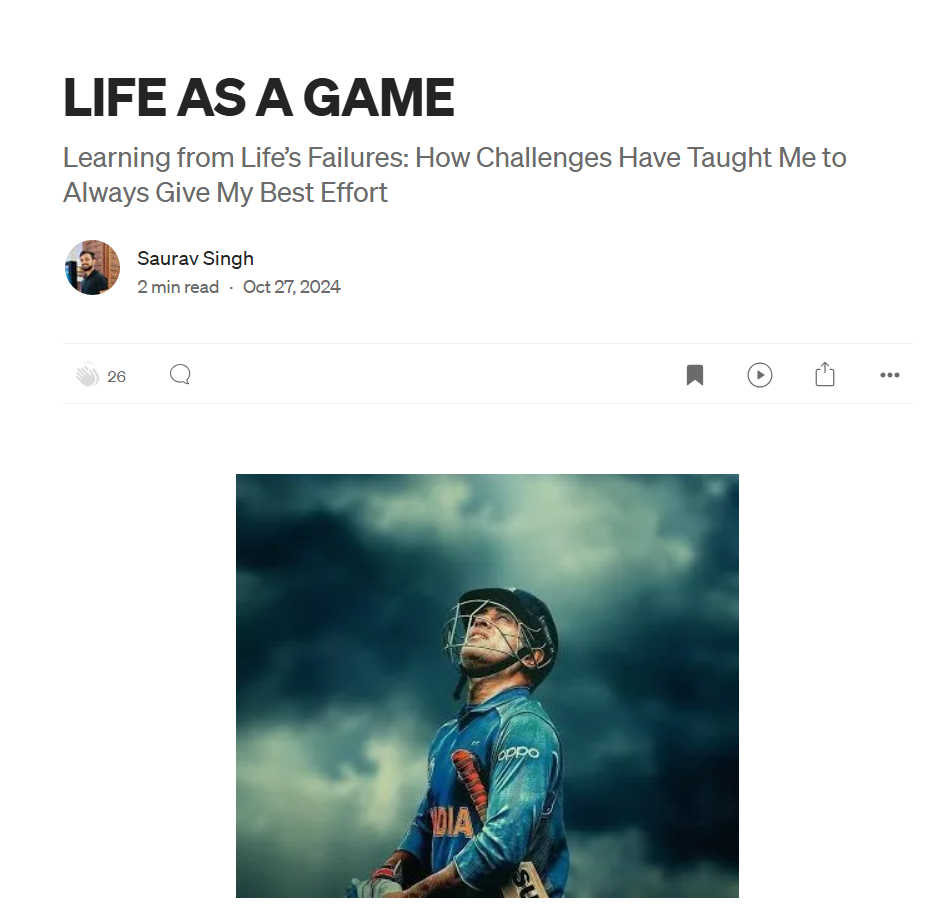 LIFE AS A GAME
Learning from Life’s Failures: How Challenges Have Taught Me to
Always Give My Best Effort
Saurav Singh
2 min read · Oct 27, 2024
26
oppo
INDIA
SU